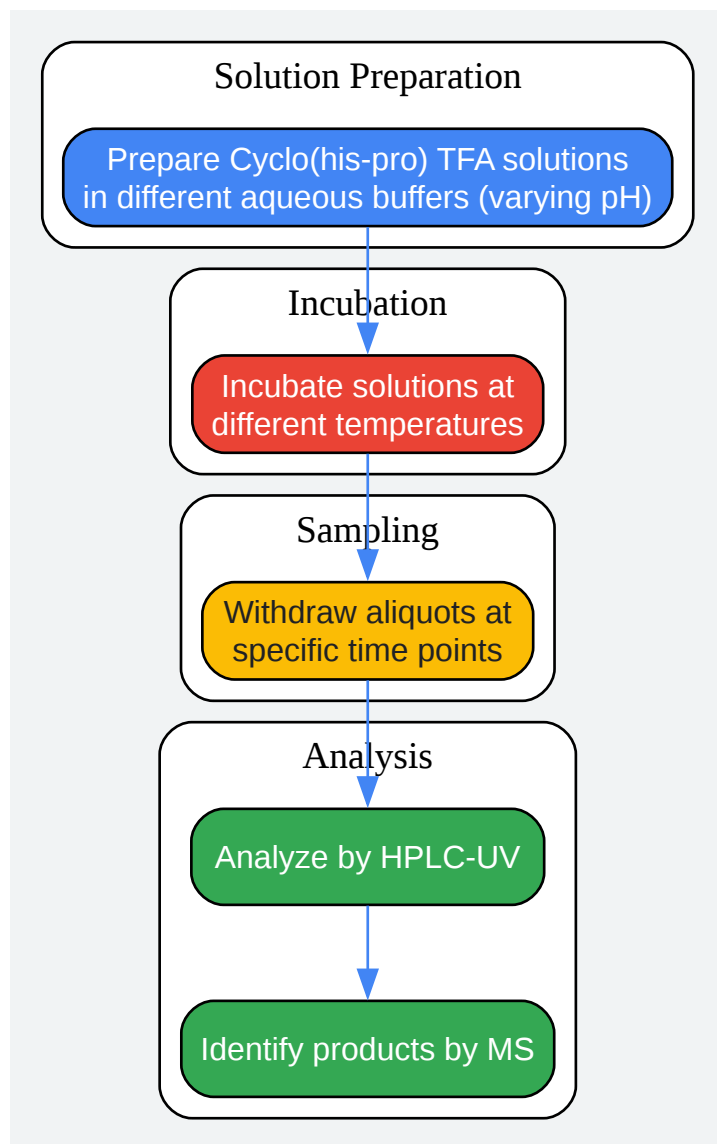 Solution Preparation
Prepare Cyclo(his-pro) TFA solutions
in different aqueous buffers (varying pH)
Incubation
Incubate solutions at
different temperatures
Sampling
Withdraw aliquots at
specific time points
Analysis
Analyze by HPLC-UV
Identify products by MS